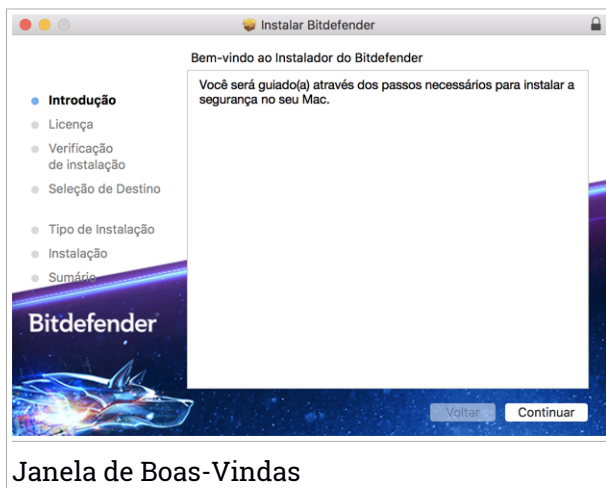 Instalar Bitdefender
Bem-vindo ao Instalador do Bitdefender
Introdução
Licença
Verificação
de instalação
Seleção de Destino
Tipo de Instalação
Instalação
Sumário
Bitdefender
Você será guiado(a) através dos passos necessários para instalar a
segurança no seu Mac.
Voltar
Continuar
Janela de Boas-Vindas